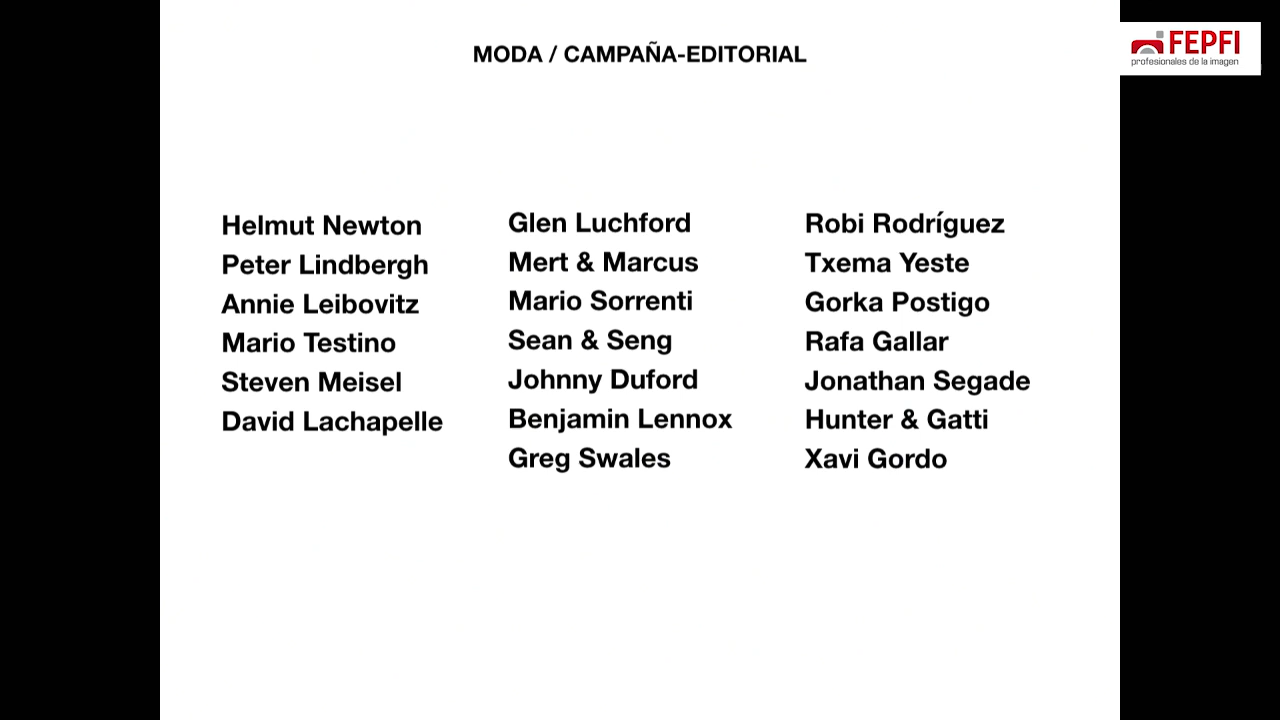 MODA / CAMPAÑA-EDITORIAL
FEPFI
profesionales de la imagen
Helmut Newton
Peter Lindbergh
Annie Leibovitz
Mario Testino
Steven Meisel
David Lachapelle
Glen Luchford
Mert & Marcus
Mario Sorrenti
Sean & Seng
Johnny Duford
Benjamin Lennox
Greg Swales
Robi Rodríguez
Txema Yeste
Gorka Postigo
Rafa Gallar
Jonathan Segade
Hunter & Gatti
Xavi Gordo